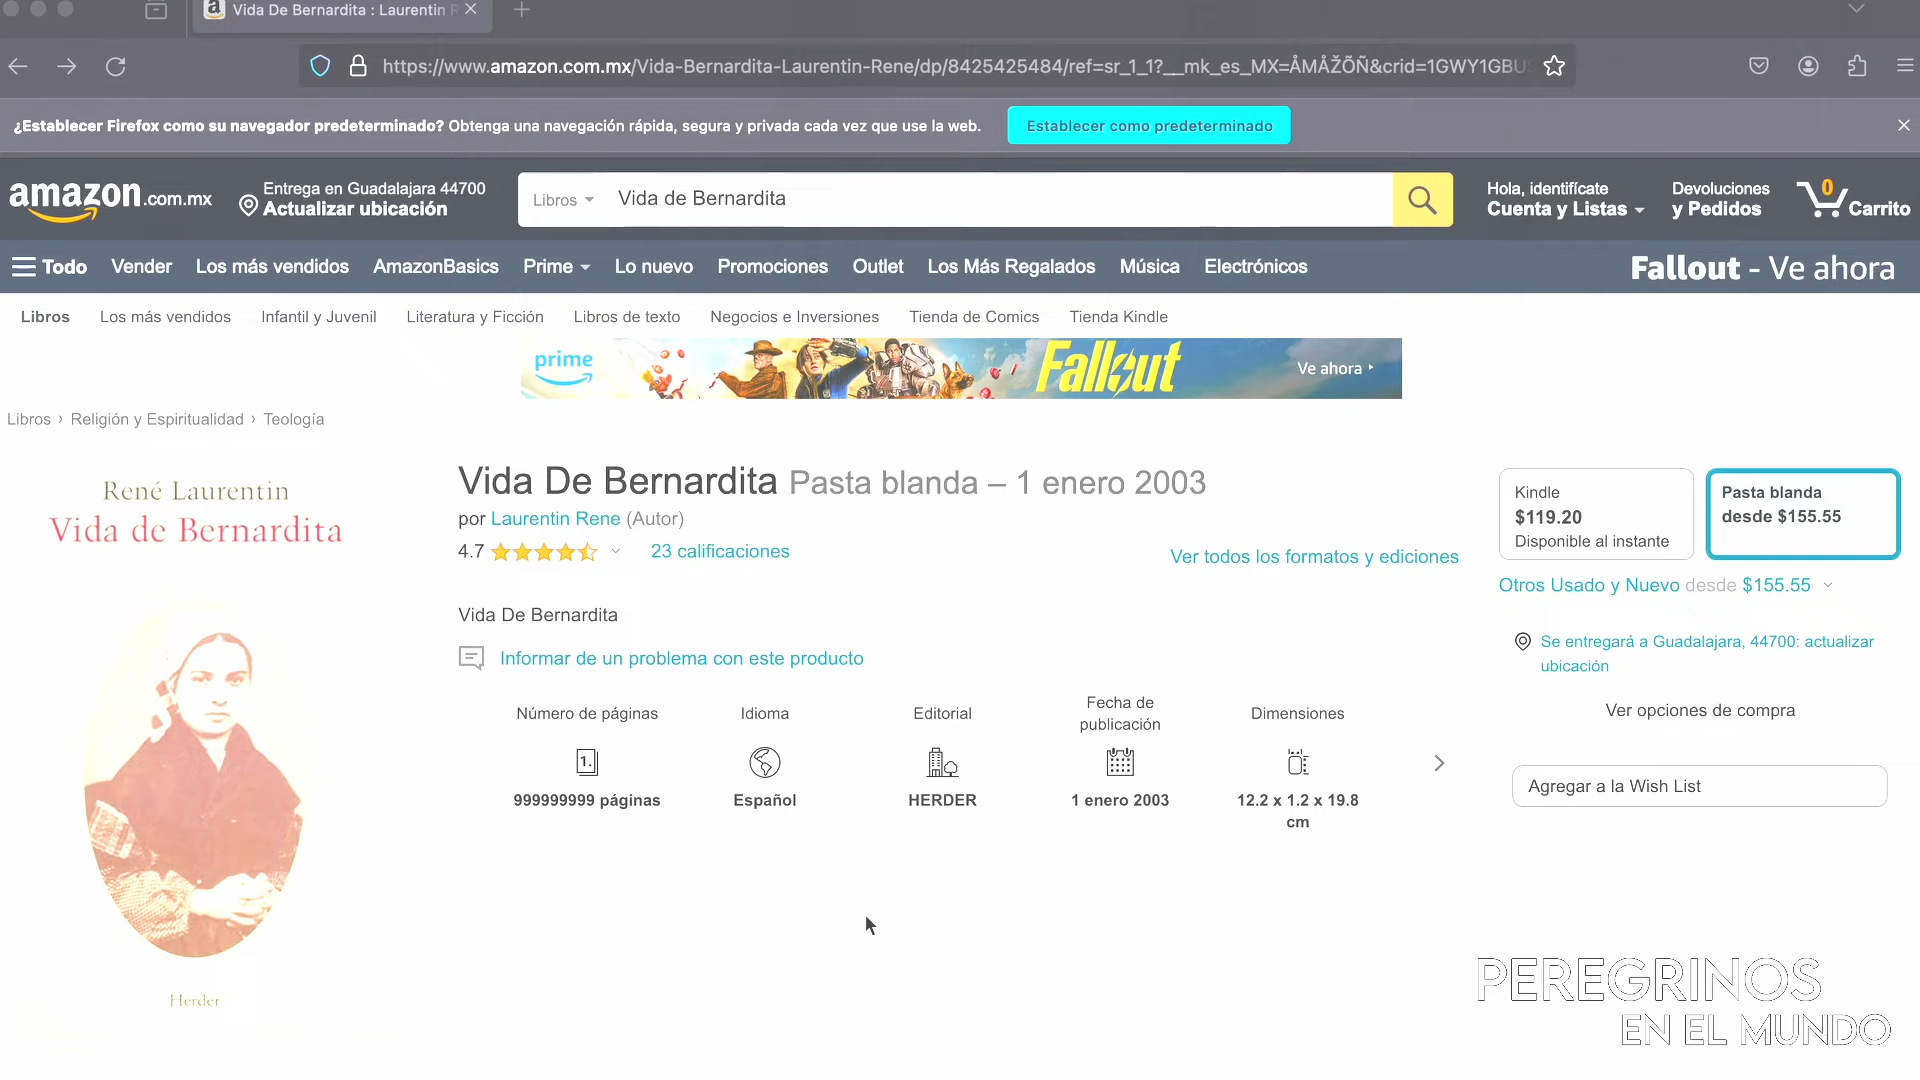 Vida De Bernardita : Laurentin R
https://www.amazon.com.mx/Vida-Bernardita-Laurentin-Rene/dp/8425425484/ref=sr_1_1?__mk_es_MX=ÅMÅŽÕÑ&crid=1GWY1GBUS
¿Establecer Firefox como su navegador predeterminado? Obtenga una navegación rápida, segura y privada cada vez que use la web.
Establecer como predeterminado
amazon.com.mx
Entrega en Guadalajara 44700
Actualizar ubicación
Libros
Vida de Bernardita
Hola, identifícate
Cuenta y Listas
Devoluciones
y Pedidos
0
Carrito
Todo Vender Los más vendidos AmazonBasics Prime Lo nuevo Promociones Outlet Los Más Regalados Música Electrónicos
Fallout - Ve ahora
Libros Los más vendidos Infantil y Juvenil Literatura y Ficción Libros de texto Negocios e Inversiones Tienda de Comics Tienda Kindle
prime
Fallout
Ve ahora
Libros › Religión y Espiritualidad › Teología
René Laurentin
Vida de Bernardita
Herder
Vida De Bernardita Pasta blanda – 1 enero 2003
por Laurentin Rene (Autor)
4.7
23 calificaciones
Ver todos los formatos y ediciones
Vida De Bernardita
Informar de un problema con este producto
Número de páginas
1.
999999999 páginas
Idioma
Español
Editorial
HERDER
Fecha de
publicación
1 enero 2003
Dimensiones
12.2 x 1.2 x 19.8
cm
Kindle
$119.20
Disponible al instante
Pasta blanda
desde $155.55
Otros Usado y Nuevo desde $155.55
Se entregará a Guadalajara, 44700: actualizar
ubicación
Ver opciones de compra
Agregar a la Wish List
PEREGRINOS
EN EL MUNDO